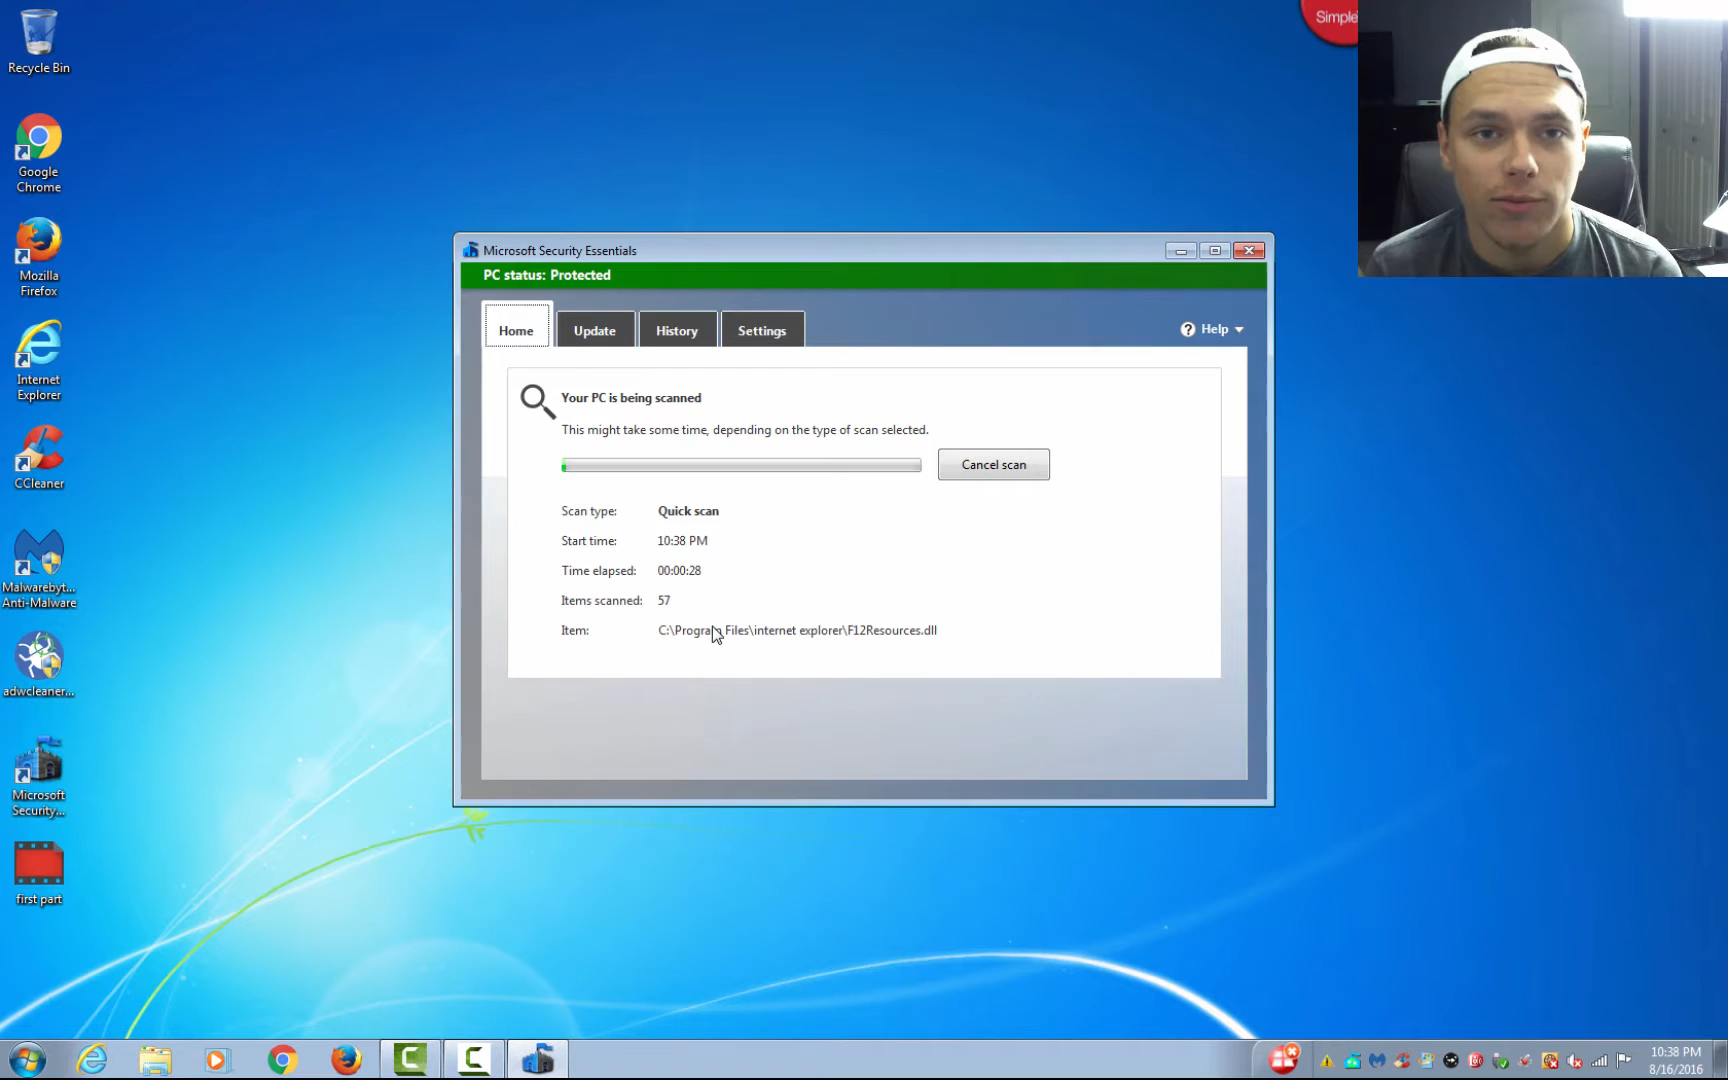 Recycle Bin
Google
Chrome
Mozilla
Firefox
Internet
Explorer
CCleaner
Malwarebyt...
Anti-Malware
adwcleaner...
Microsoft
Security...
first part
Simple
Microsoft Security Essentials
PC status: Protected
Home
Update
History
Settings
Help
Your PC is being scanned
This might take some time, depending on the type of scan selected.
Cancel scan
Scan type: Quick scan
Start time: 10:38 PM
Time elapsed: 00:00:28
Items scanned: 57
Item: C:\Program Files\internet explorer\F12Resources.dll
10:38 PM
8/16/2016